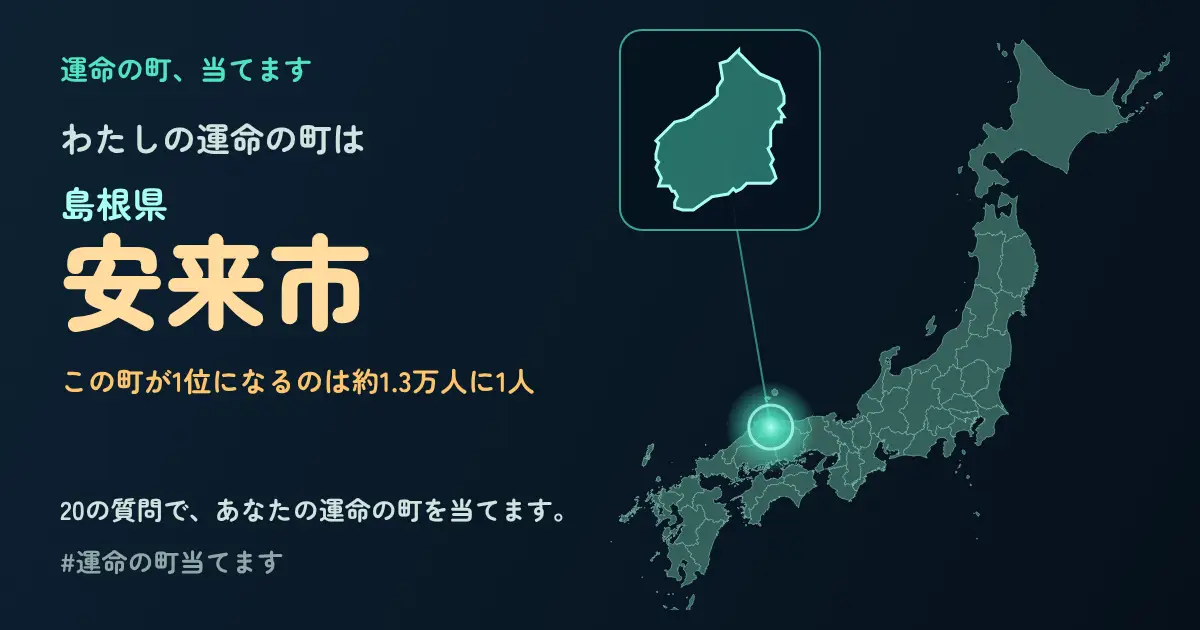 運命の町、当てます
わたしの運命の町は
島根県
安来市
この町が1位になるのは約1.3万人に1人
20の質問で、あなたの運命の町を当てます。
#運命の町当てます